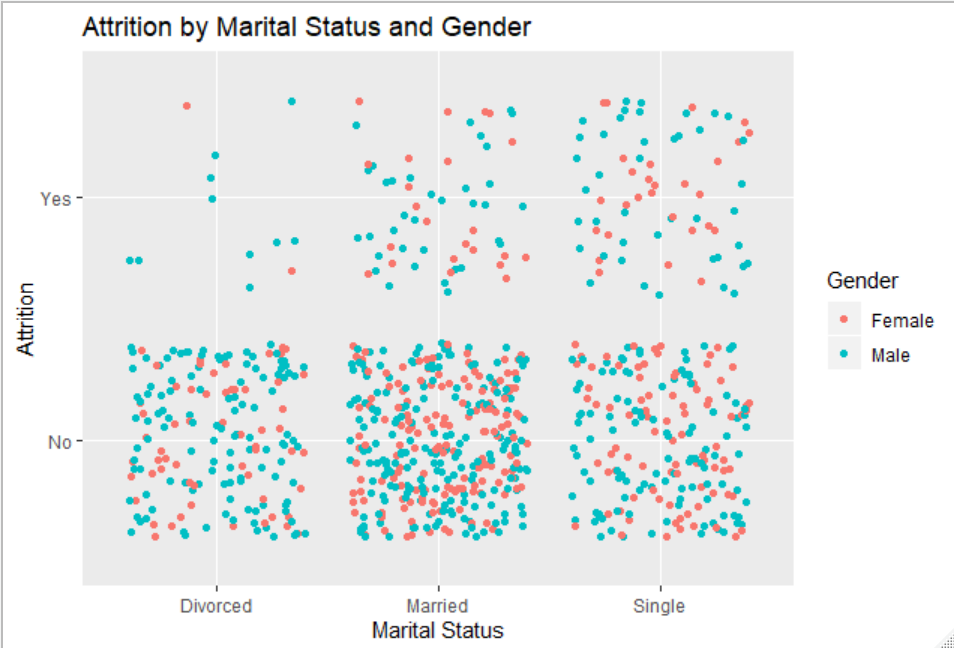 Attrition by Marital Status and Gender
Yes
No
Attrition
Divorced
Married
Single
Marital Status
Gender
Female
Male